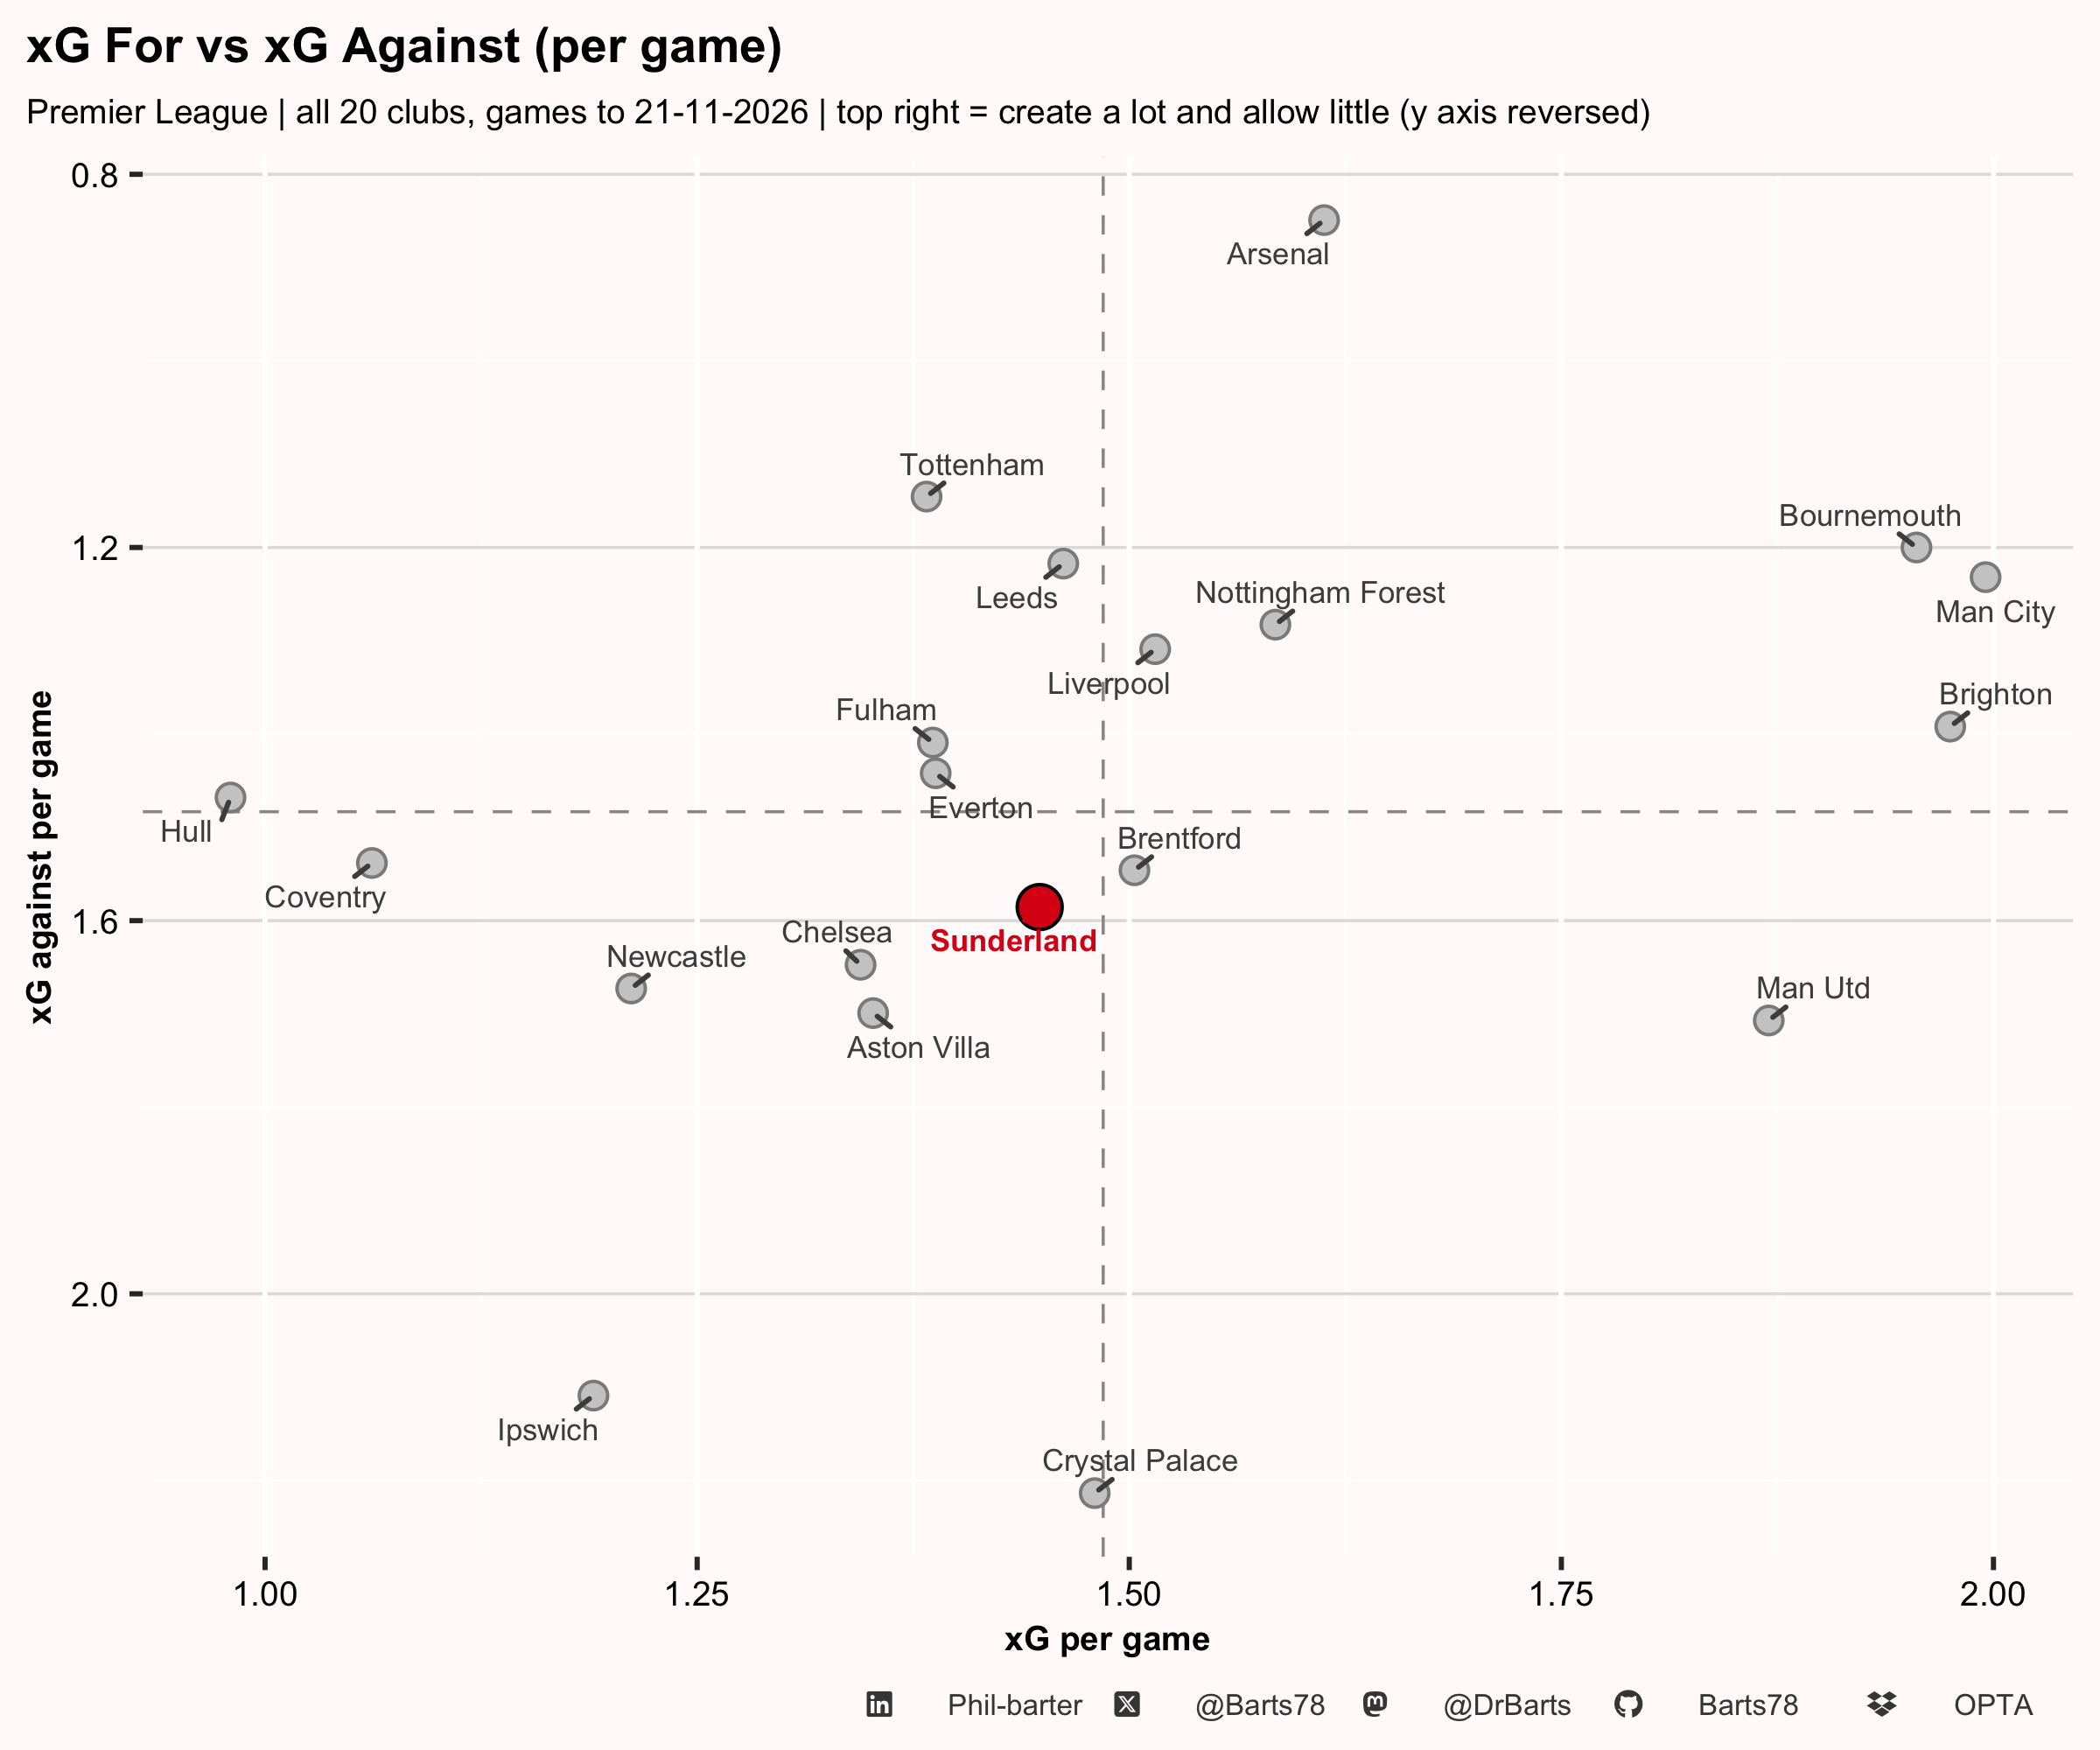 xG For vs xG Against (per game)
Premier League | all 20 clubs, games to 21-11-2026 | top right = create a lot and allow little (y axis reversed)
0.8
Arsenal
Tottenham
Bournemouth
1.2
Leeds
Nottingham Forest
Man City
Liverpool
Brighton
Fulham
Everton
Hull
Brentford
Coventry
1.6
Chelsea
Sunderland
Newcastle
Man Utd
Aston Villa
xG against per game
2.0
Ipswich
Crystal Palace
1.00 1.25 1.50 1.75 2.00
xG per game
Phil-barter @Barts78 @DrBarts Barts78 OPTA